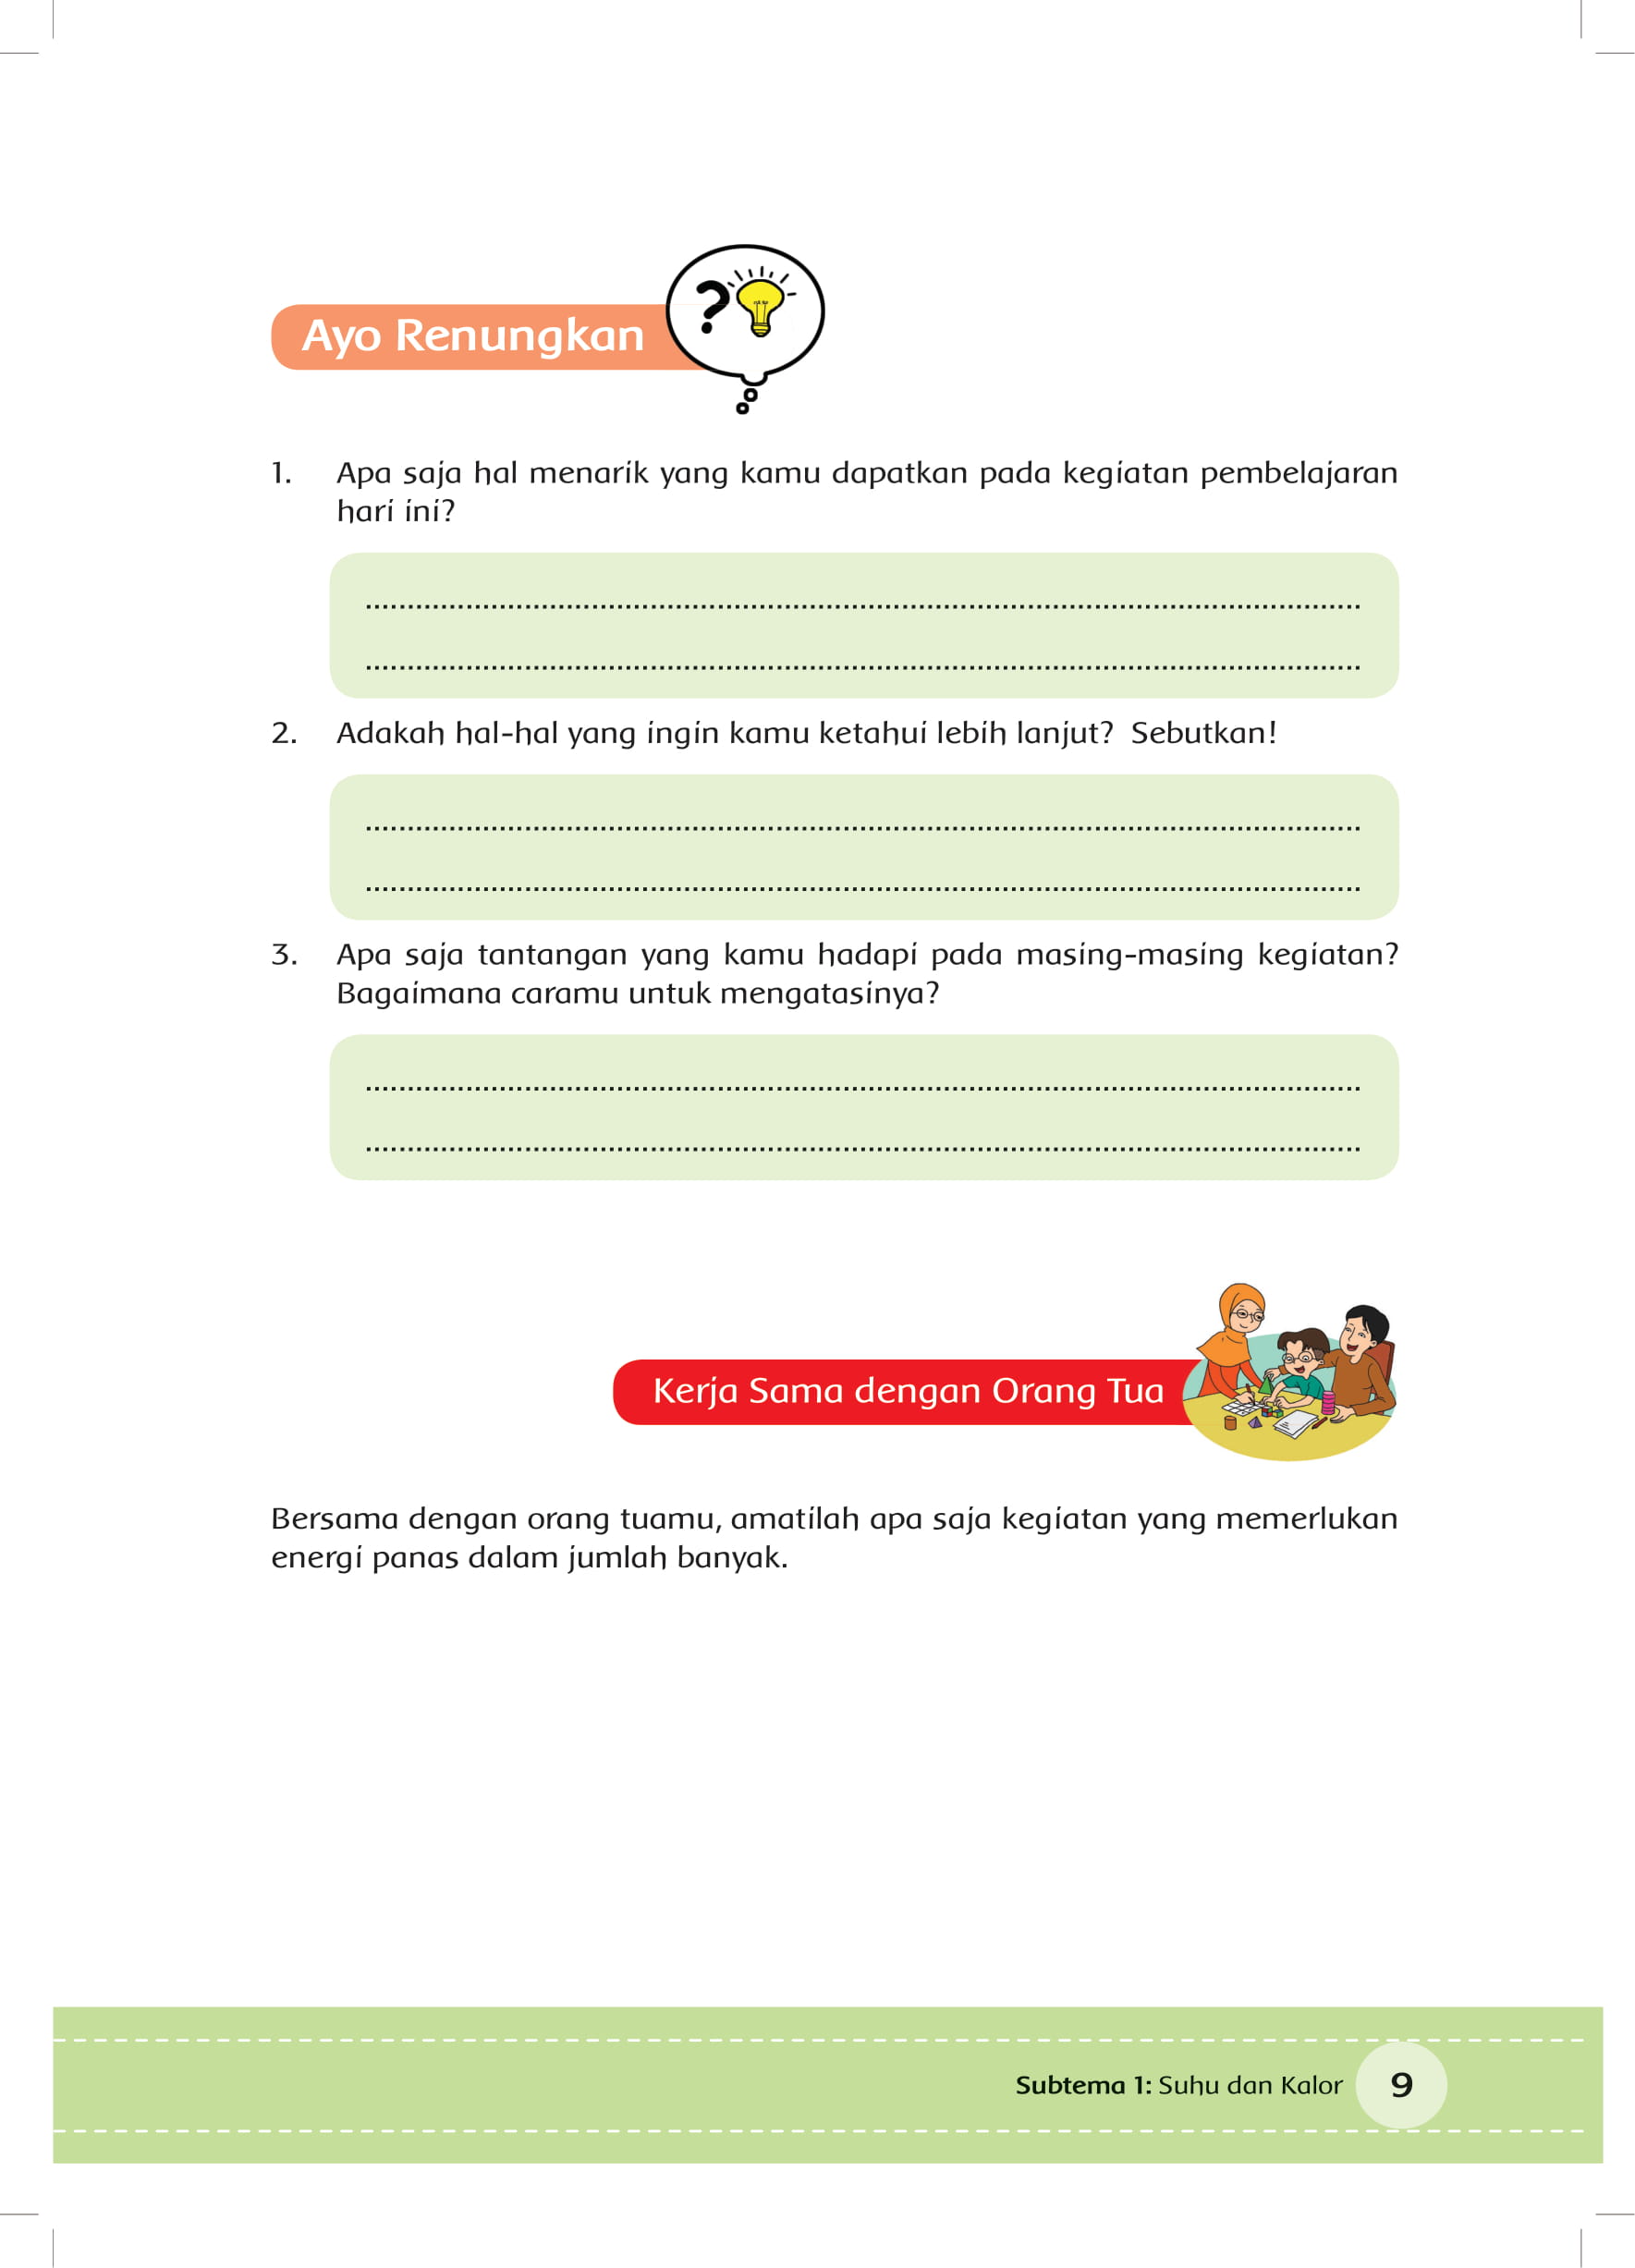 Ayo Renungkan
?
1. Apa saja hal menarik yang kamu dapatkan pada kegiatan pembelajaran
hari ini?
2. Adakah hal-hal yang ingin kamu ketahui lebih lanjut? Sebutkan!
3. Apa saja tantangan yang kamu hadapi pada masing-masing kegiatan?
Bagaimana caramu untuk mengatasinya?
Kerja Sama dengan Orang Tua
Bersama dengan orang tuamu, amatilah apa saja kegiatan yang memerlukan
energi panas dalam jumlah banyak.
Subtema 1: Suhu dan Kalor 9